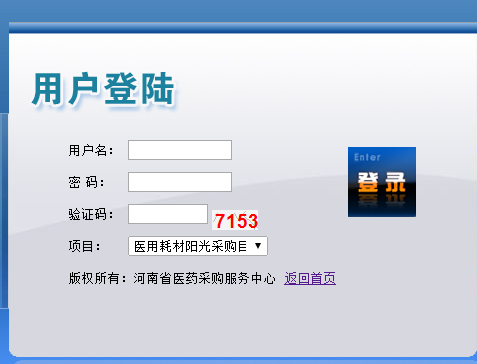 用户登陆
用户名：
密 码：
Enter
登录
验证码： 7153
项目： 医用耗材阳光采购目 ▼
版权所有：河南省医药采购服务中心 返回首页